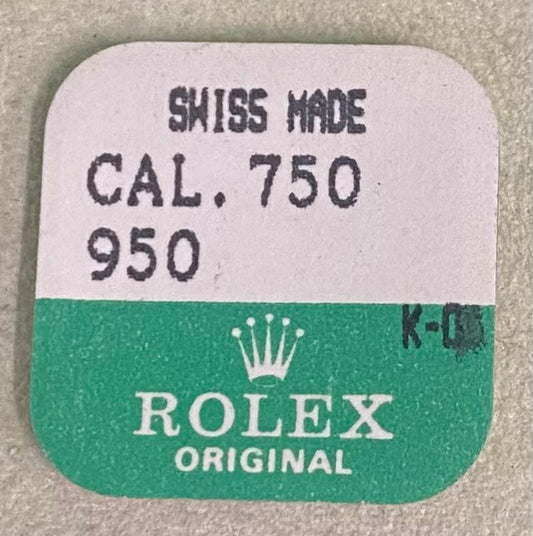 SWISS MADE
CAL. 750
950
ROLEX
ORIGINAL